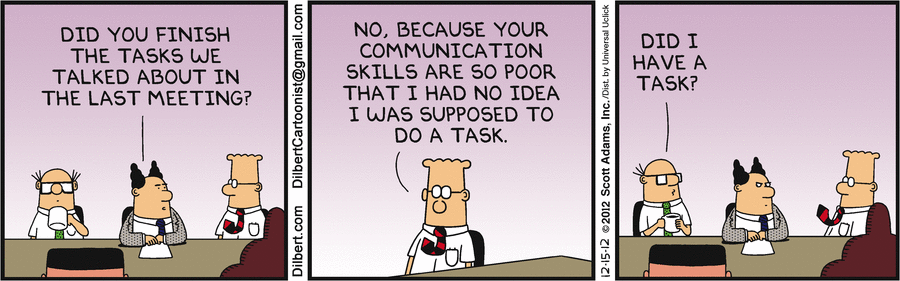 DID YOU FINISH
THE TASKS WE
TALKED ABOUT IN
THE LAST MEETING?
Dilbert.com DilbertCartoonist@gmail.com
NO, BECAUSE YOUR
COMMUNICATION
SKILLS ARE SO POOR
THAT I HAD NO IDEA
I WAS SUPPOSED TO
DO A TASK.
12-15-12 © 2012 Scott Adams, Inc./Dist. by Universal Uclick
DID I
HAVE A
TASK?